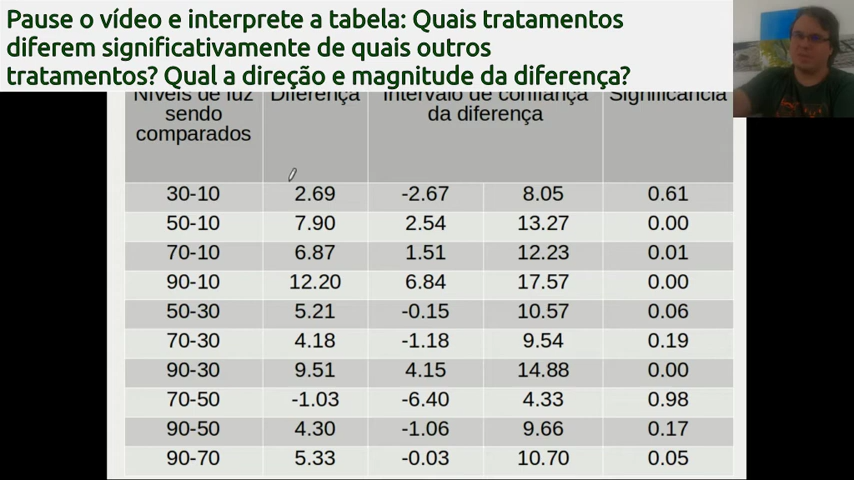 Pause o vídeo e interprete a tabela: Quais tratamentos
diferem significativamente de quais outros
tratamentos? Qual a direção e magnitude da diferença?
Níveis de luz Diferença Intervalo de confiança Significância
sendo da diferença
comparados
30-10 2.69 -2.67 8.05 0.61
50-10 7.90 2.54 13.27 0.00
70-10 6.87 1.51 12.23 0.01
90-10 12.20 6.84 17.57 0.00
50-30 5.21 -0.15 10.57 0.06
70-30 4.18 -1.18 9.54 0.19
90-30 9.51 4.15 14.88 0.00
70-50 -1.03 -6.40 4.33 0.98
90-50 4.30 -1.06 9.66 0.17
90-70 5.33 -0.03 10.70 0.05